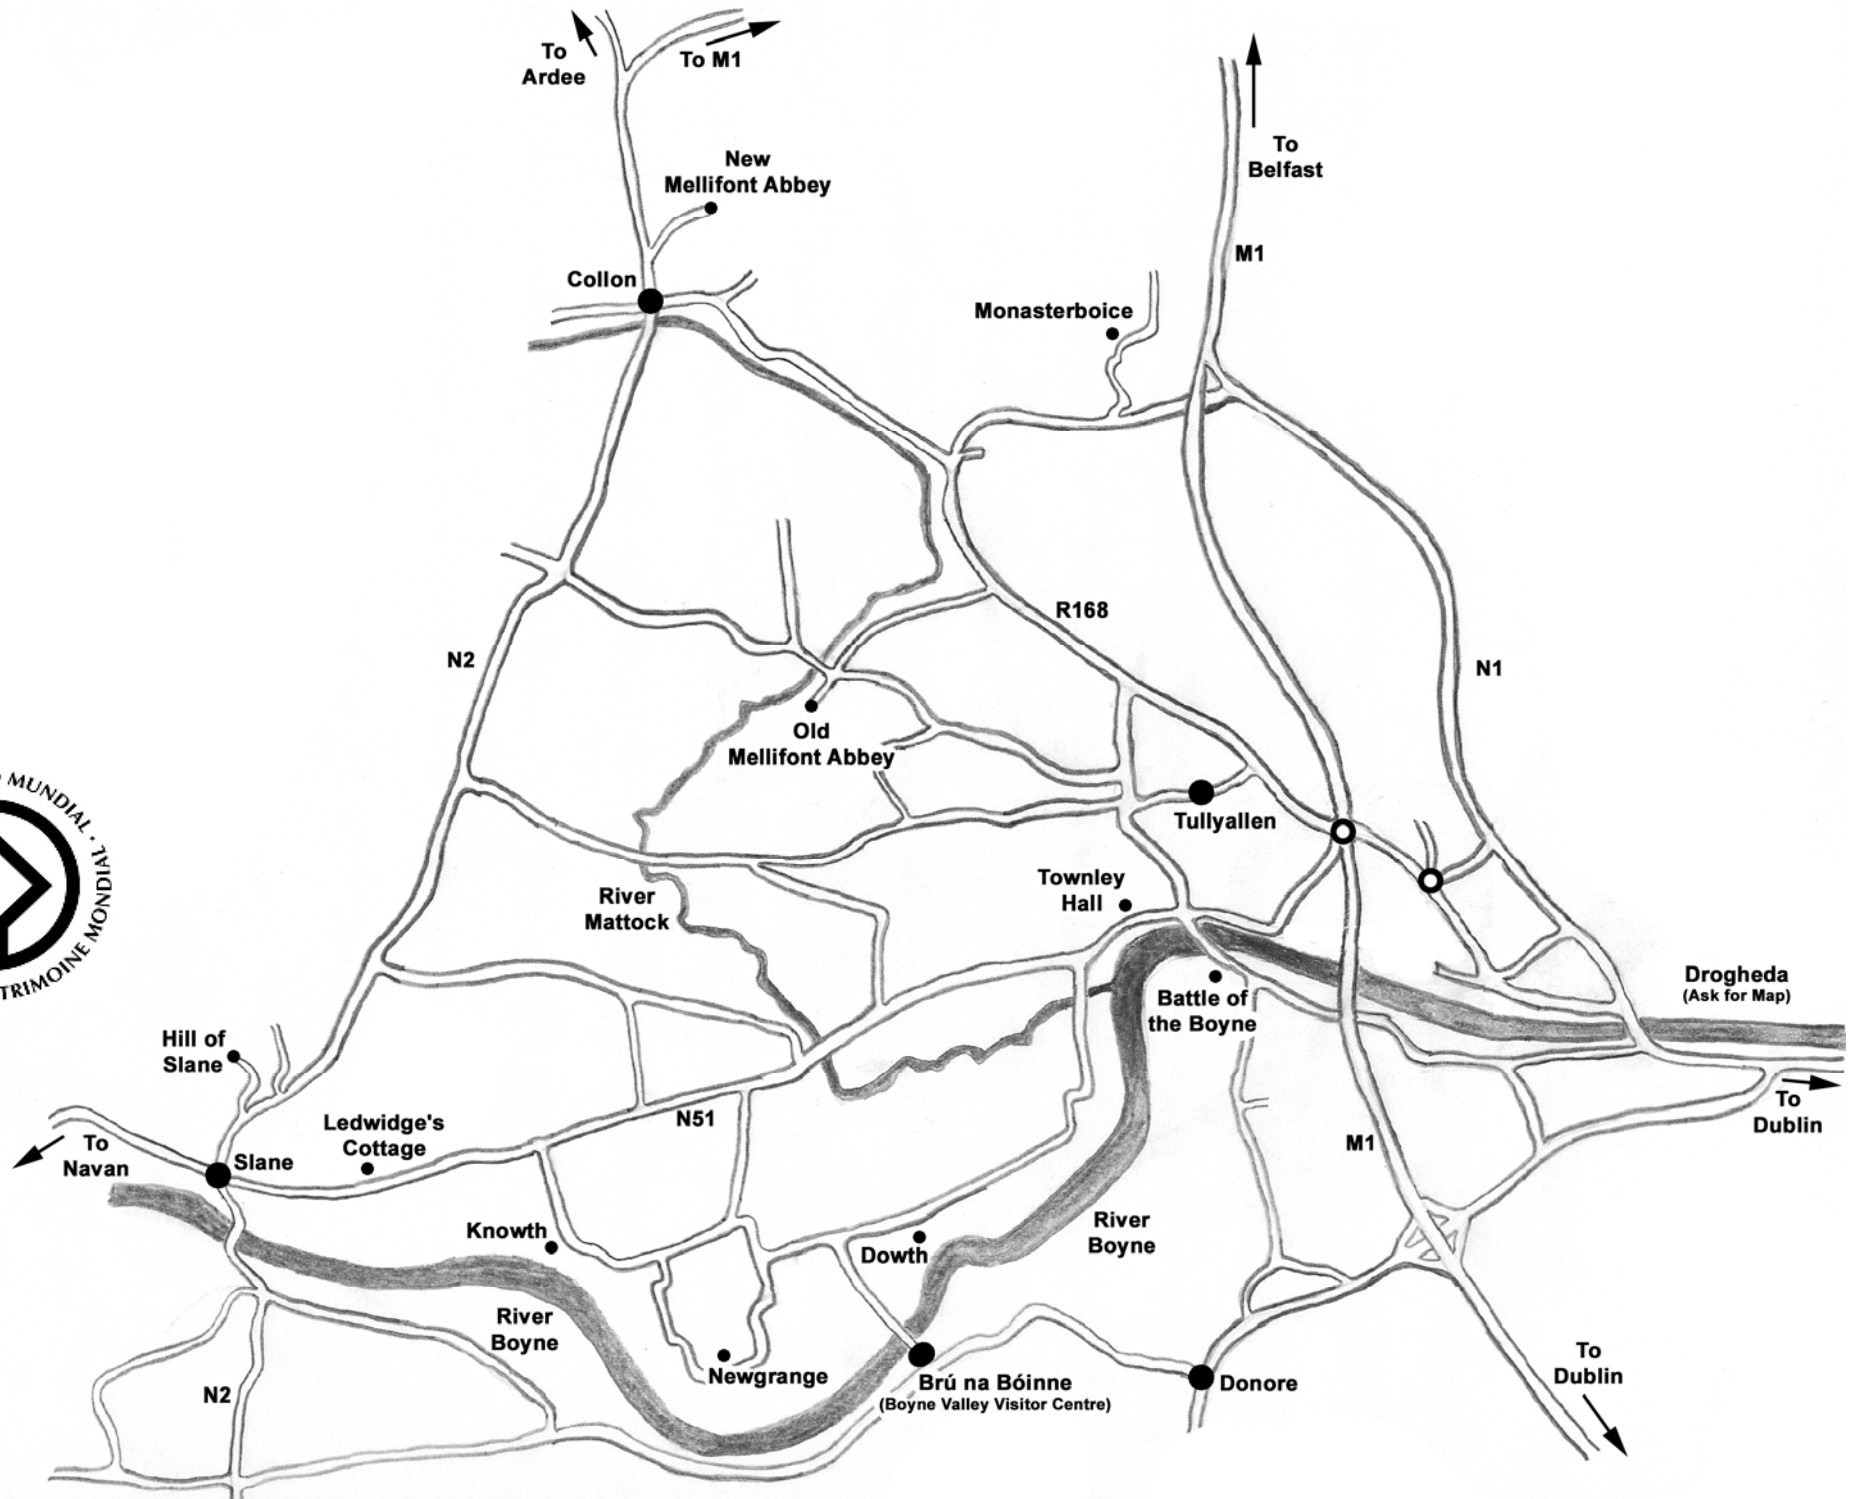 To
Ardee
To M1
New
Mellifont Abbey
To
Belfast
M1
Collon
Monasterboice
R168
N2
N1
Old
Mellifont Abbey
MUNDIAL •
TRIMOINE MONDIAL •
Tullyallen
River
Mattock
Townley
Hall
Drogheda
(Ask for Map)
Battle of
the Boyne
Hill of
Slane
Ledwidge's
Cottage
N51
To
Dublin
To
Navan
Slane
M1
Knowth
Dowth
River
Boyne
River
Boyne
Newgrange
Brú na Bóinne
(Boyne Valley Visitor Centre)
Donore
To
Dublin
N2